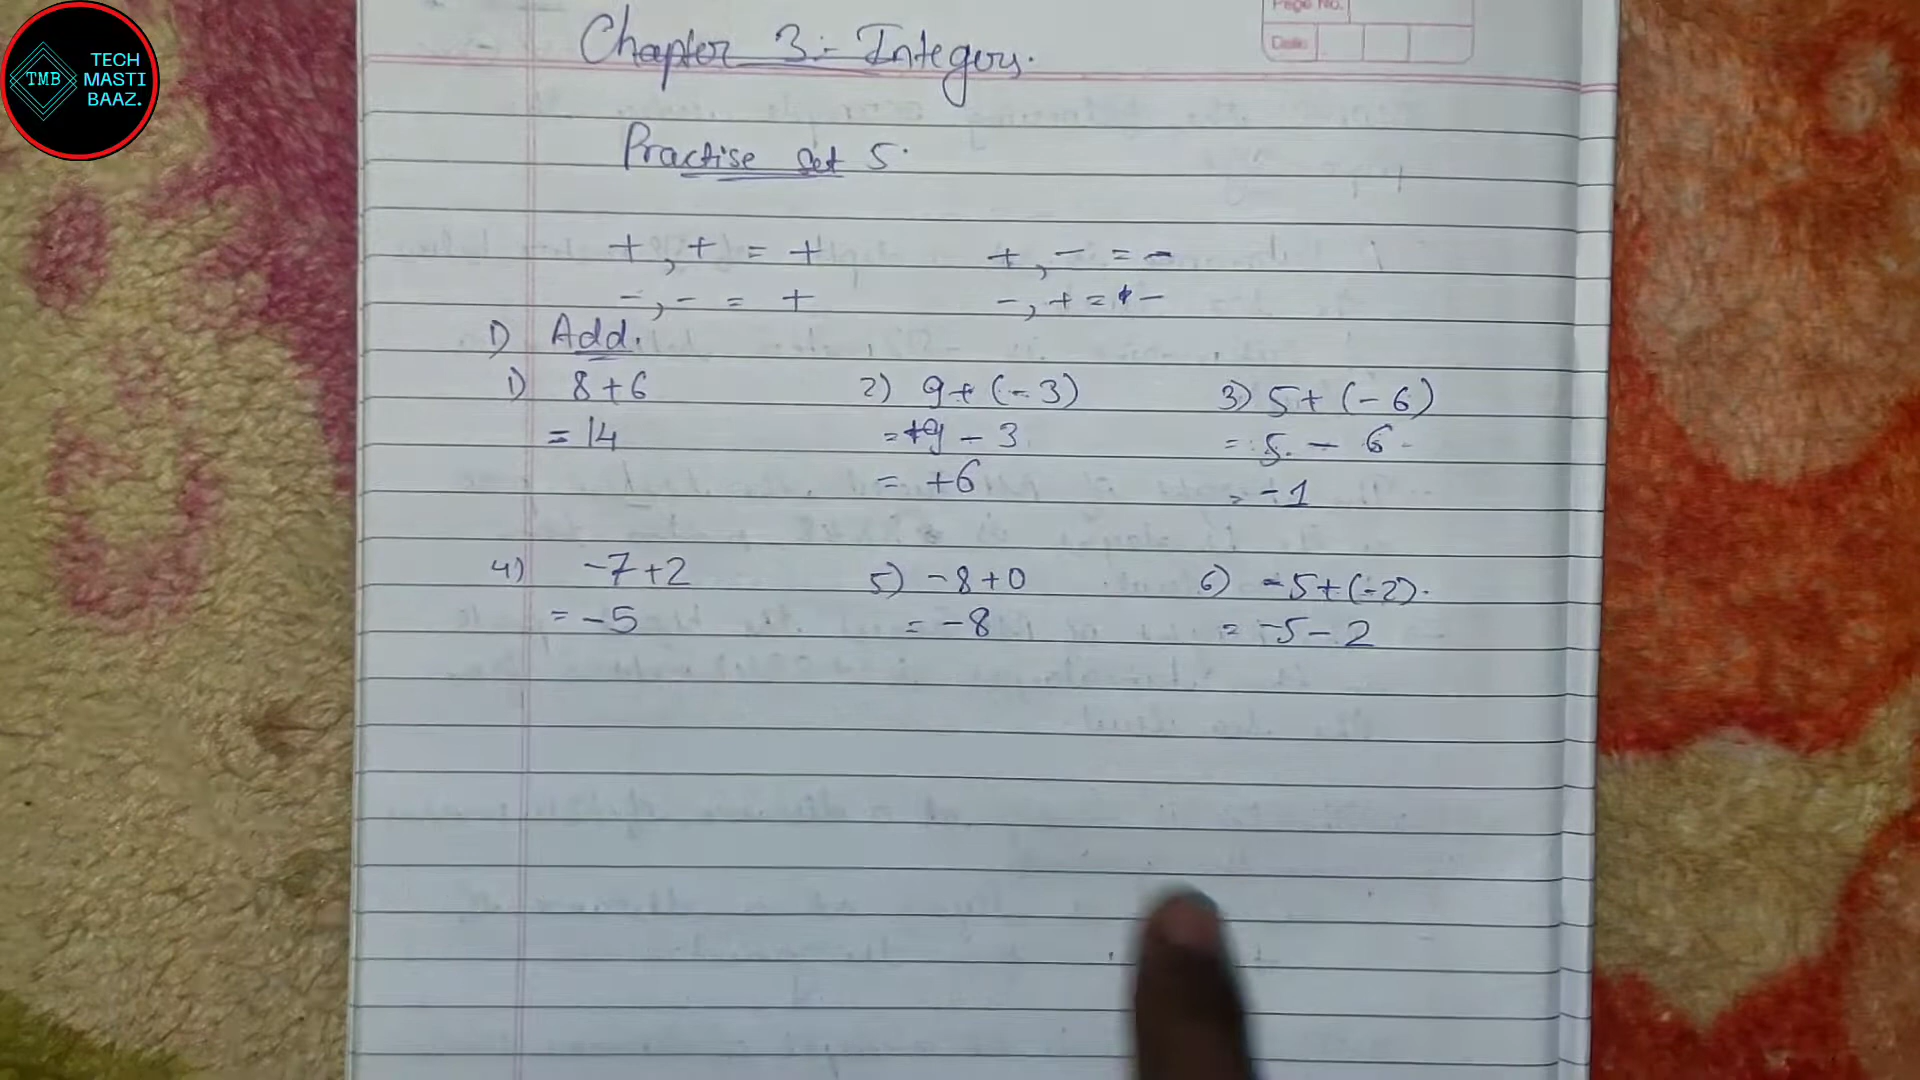 TMB
TECH
MASTI
BAAZ.
Page No.
Date
Chapter 3:- Integers.
Practise set 5.
+ , + = +    + , - = -
- , - = +    - , + = -
1) Add.
1) 8+6    2) 9+(-3)    3) 5+(-6)
= 14    = +9 - 3    = 5 - 6
= +6    = -1
4) -7+2    5) -8+0    6) -5+(-2).
= -5    = -8    = -5-2